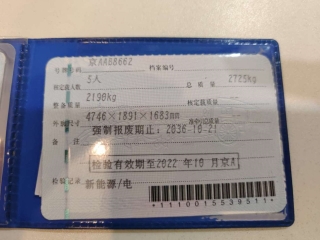 号牌号码 京AA88662 档案编号
核定载人数 5人 总质量 2725kg
整备质量 2190kg 核定载质量
外廓尺寸 4746×1891×1683mm 准牵引总质量
备注 强制报废期止: 2036-10-21
检验有效期至2022年10月京A
检验记录 新能源/电
*1110015539511*